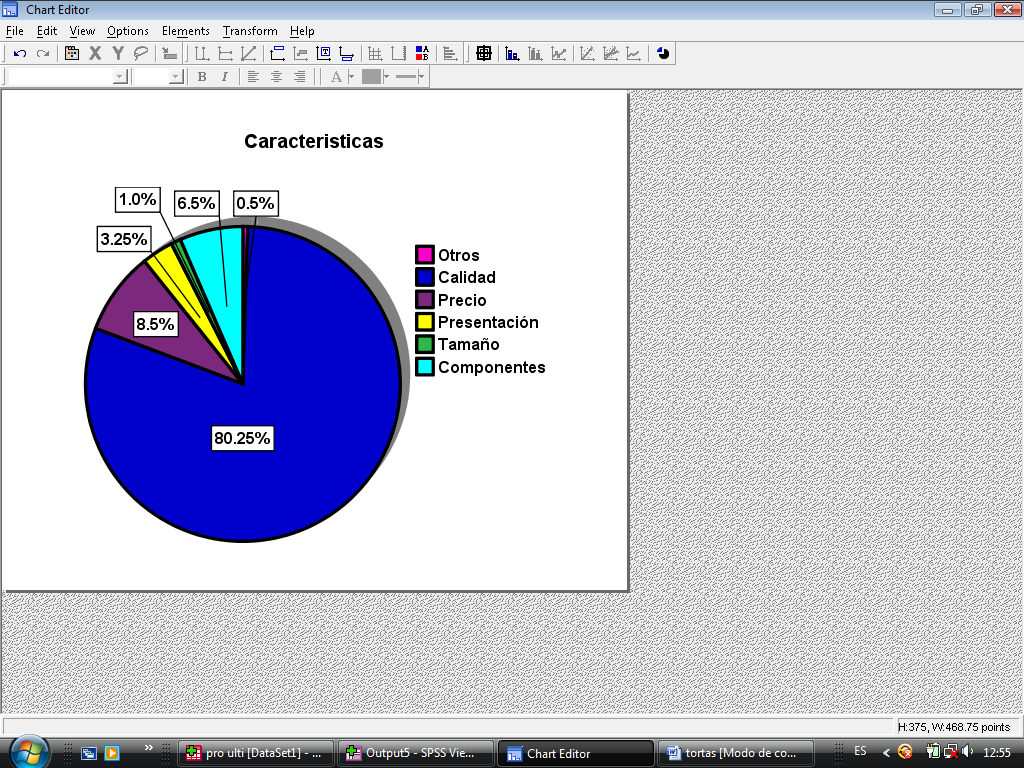 Chart Editor
File Edit View Options Elements Transform Help
X Y
B I A
Caracteristicas
1.0% 6.5% 0.5%
3.25%
8.5%
80.25%
Otros
Calidad
Precio
Presentación
Tamaño
Componentes
H:375, W:468.75 points
pro ulti [DataSet1] - ...
Output5 - SPSS Vie...
Chart Editor
tortas [Modo de co...
ES
12:55